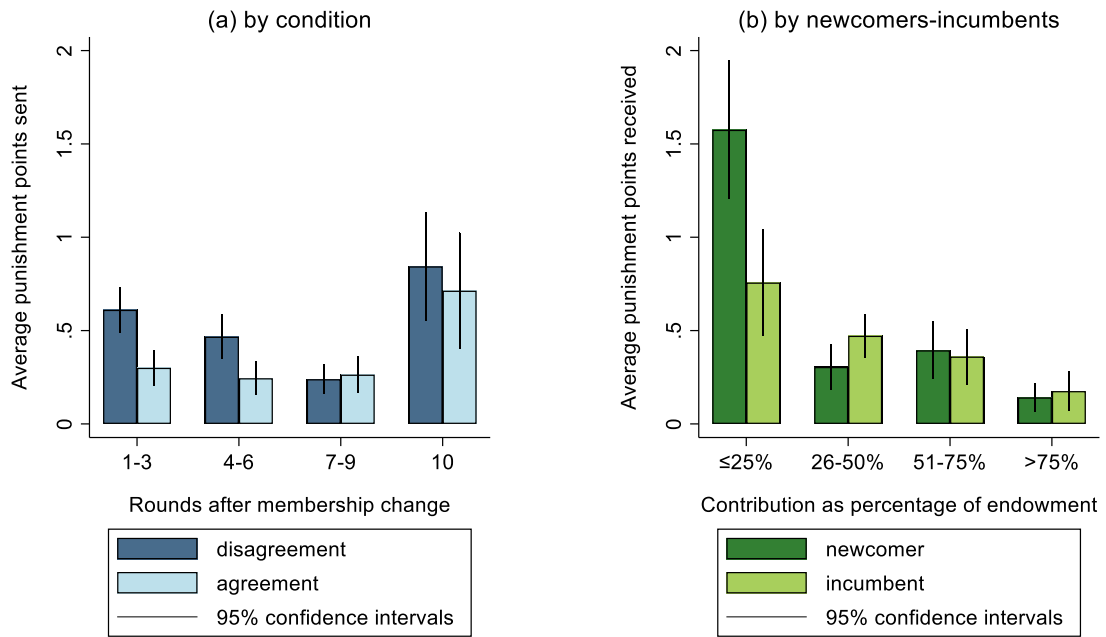 (a) by condition
Average punishment points sent
2
1.5
1
.5
0
1-3 4-6 7-9 10
Rounds after membership change
disagreement
agreement
95% confidence intervals
(b) by newcomers-incumbents
Average punishment points received
2
1.5
1
.5
0
≤25% 26-50% 51-75% >75%
Contribution as percentage of endowment
newcomer
incumbent
95% confidence intervals